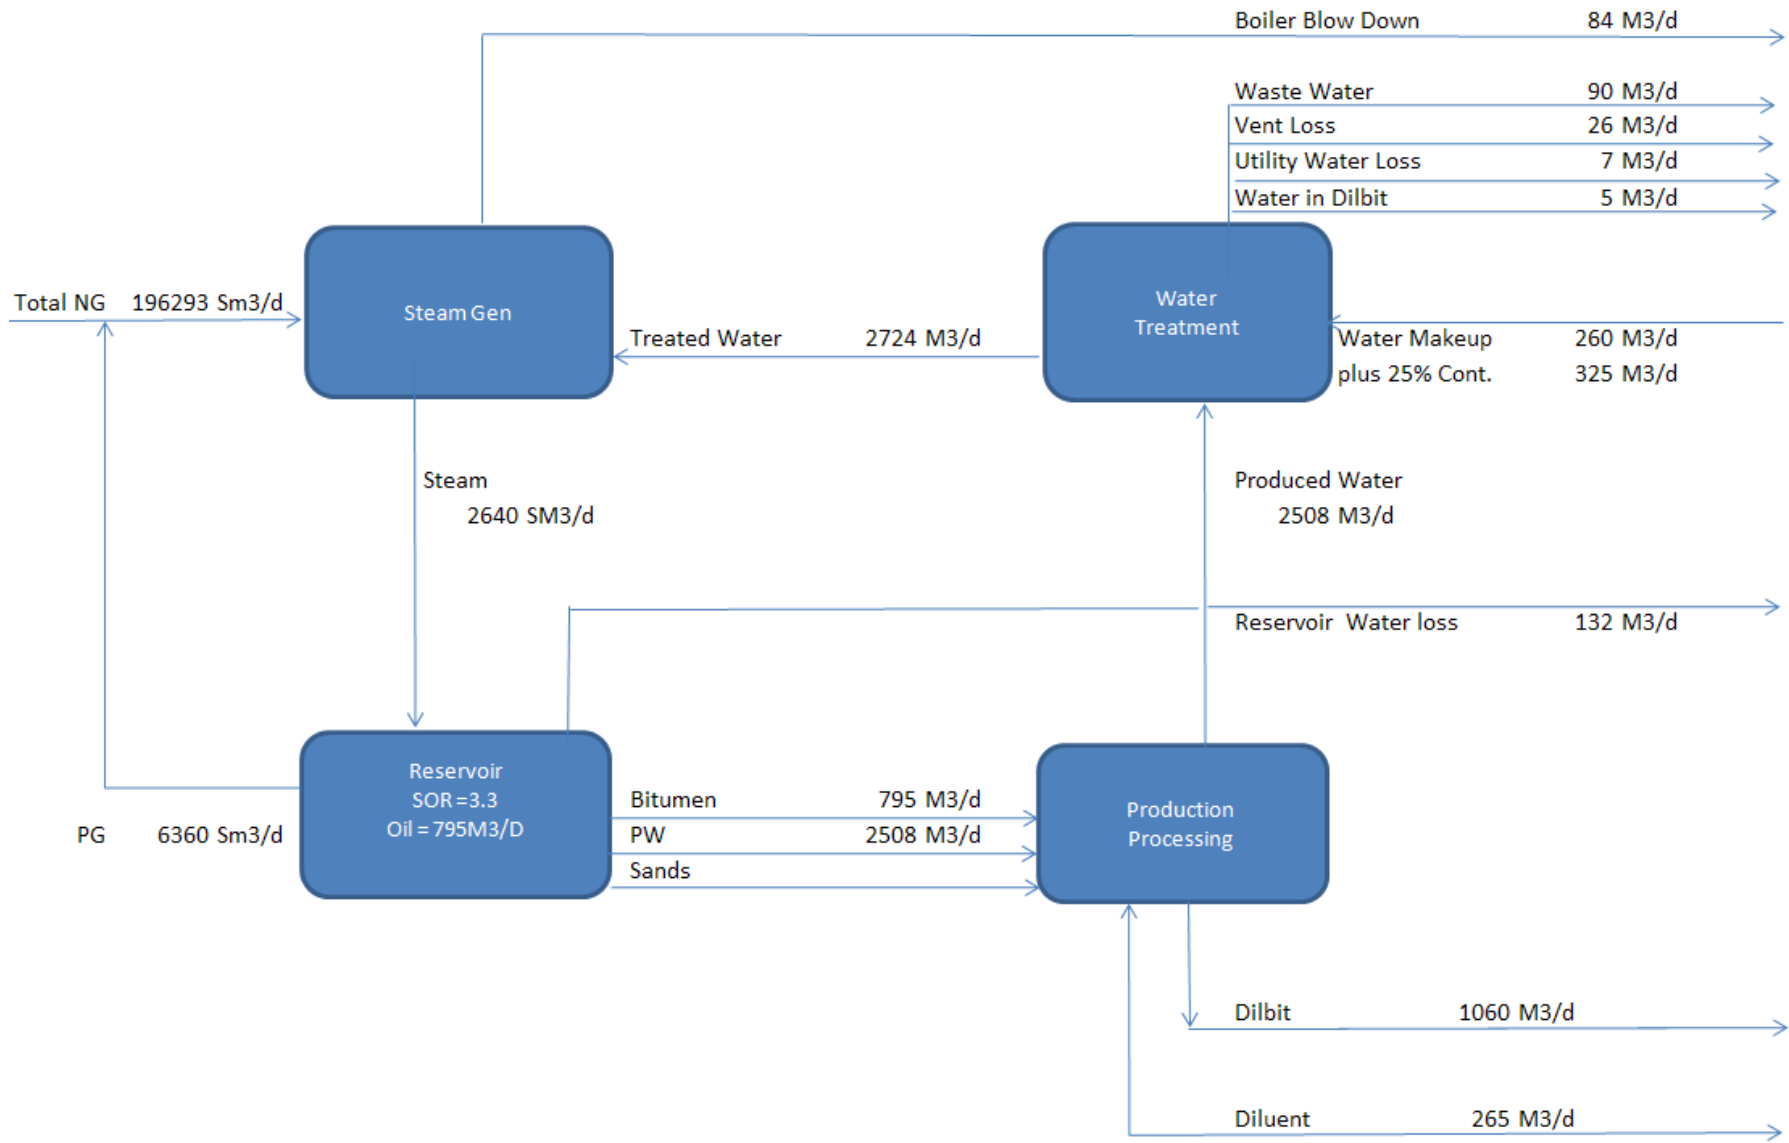 Boiler Blow Down 84 M3/d
Waste Water 90 M3/d
Vent Loss 26 M3/d
Utility Water Loss 7 M3/d
Water in Dilbit 5 M3/d
Total NG 196293 Sm3/d
Steam Gen
Treated Water 2724 M3/d
Water
Treatment
Water Makeup 260 M3/d
plus 25% Cont. 325 M3/d
Steam
2640 SM3/d
Produced Water
2508 M3/d
Reservoir Water loss 132 M3/d
PG 6360 Sm3/d
Reservoir
SOR =3.3
Oil = 795M3/D
Bitumen 795 M3/d
PW 2508 M3/d
Sands
Production
Processing
Dilbit 1060 M3/d
Diluent 265 M3/d